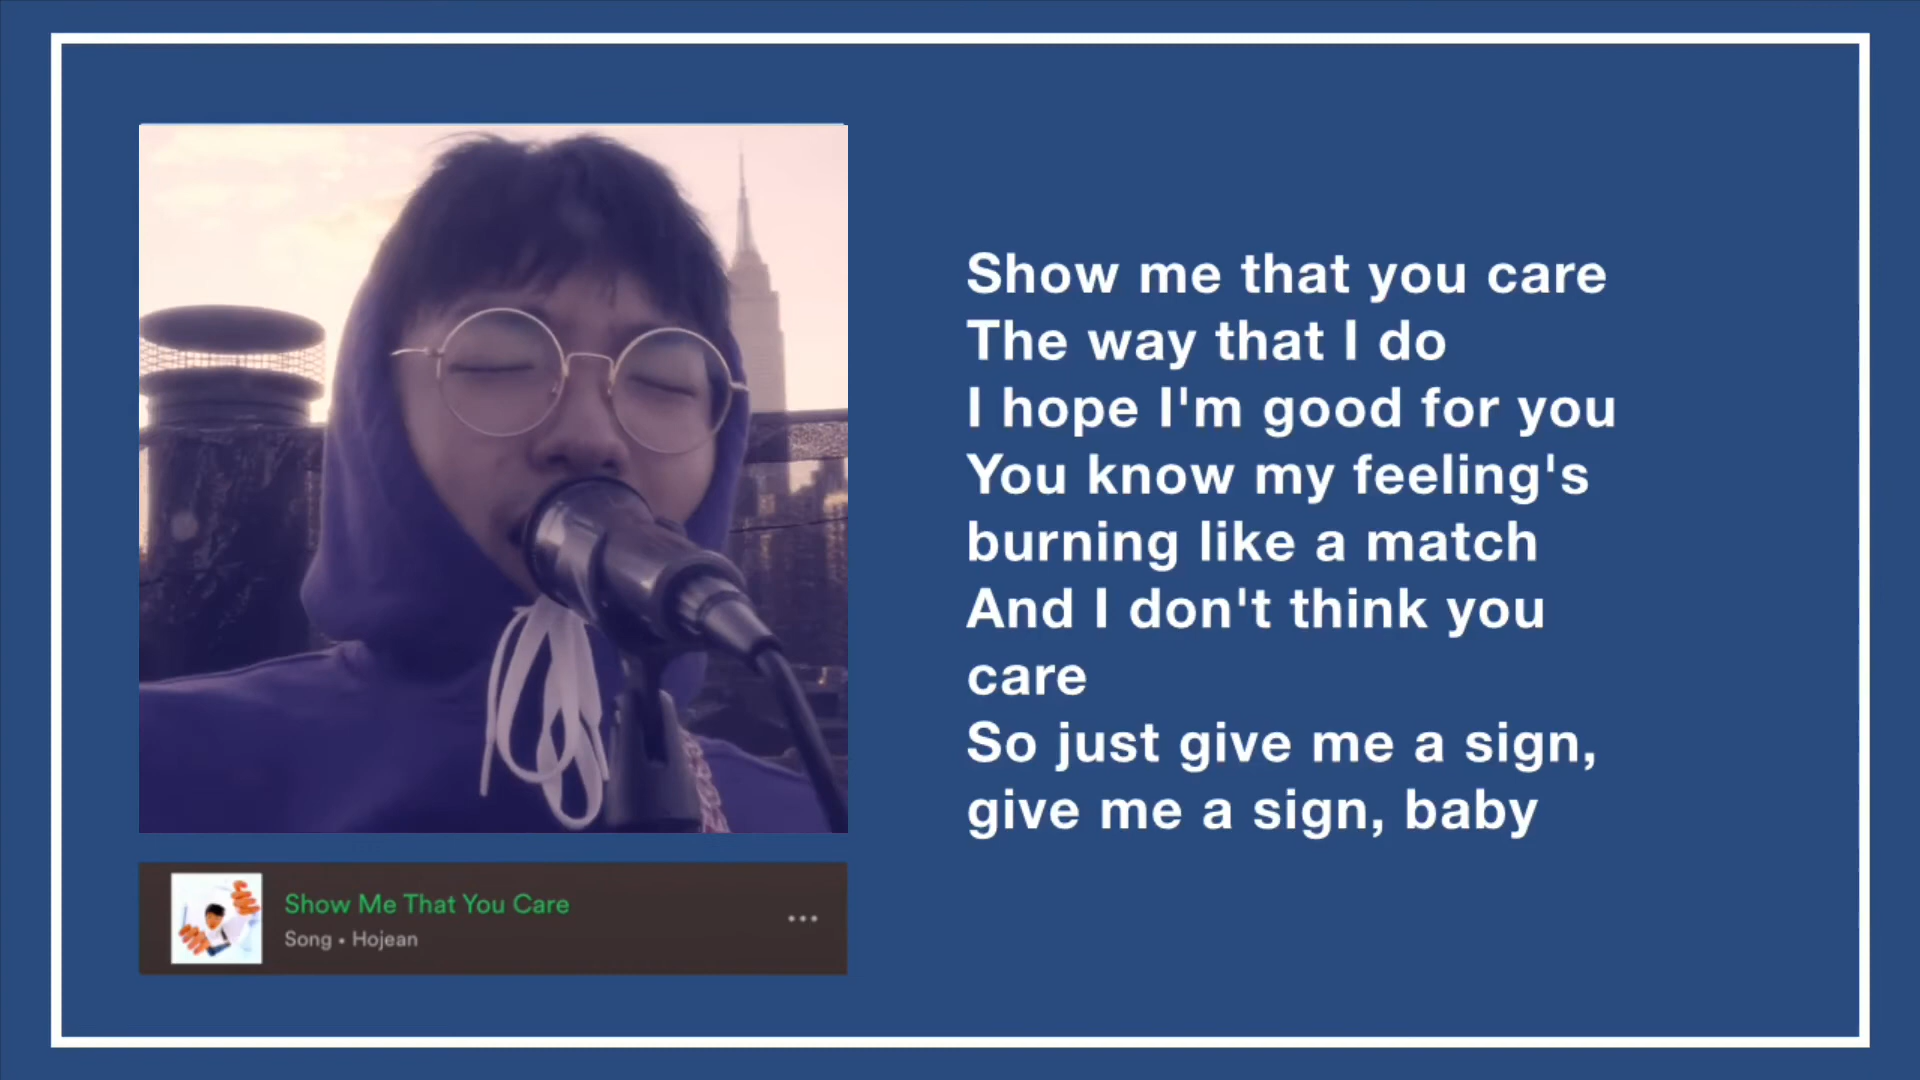 Show me that you care
The way that I do
I hope I'm good for you
You know my feeling's
burning like a match
And I don't think you
care
So just give me a sign,
give me a sign, baby
Show Me That You Care
Song • Hojean